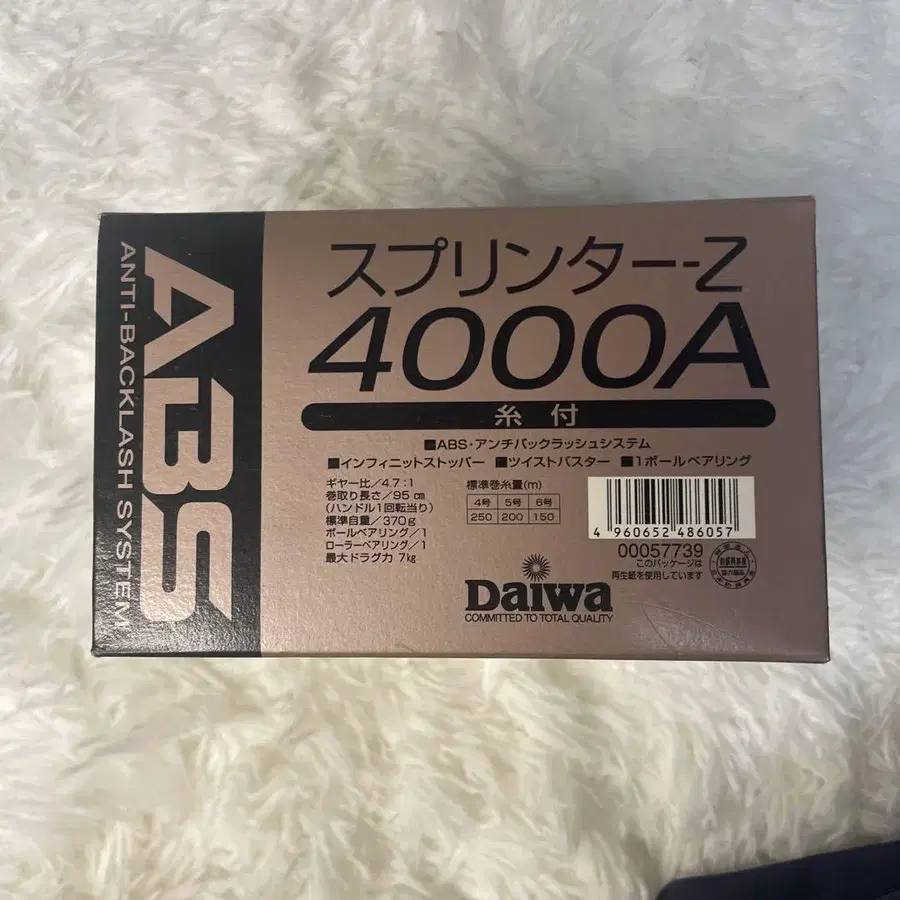 ABS
ANTI-BACKLASH SYSTEM
スプリンター-Z
4000A
糸付
■ABS・アンチバックラッシュシステム
■インフィニットストッパー ■ツイストバスター ■1ボールベアリング
ギヤー比/4.7:1
巻取り長さ/95㎝
(ハンドル1回転当り)
標準自量/370g
ボールベアリング/1
ローラーベアリング/1
最大ドラグ力 7㎏
標準巻糸量(m)
4号 5号 6号
250 200 150
4 960652 486057
00057739
このパッケージは
再生紙を使用しています
Daiwa
COMMITTED TO TOTAL QUALITY